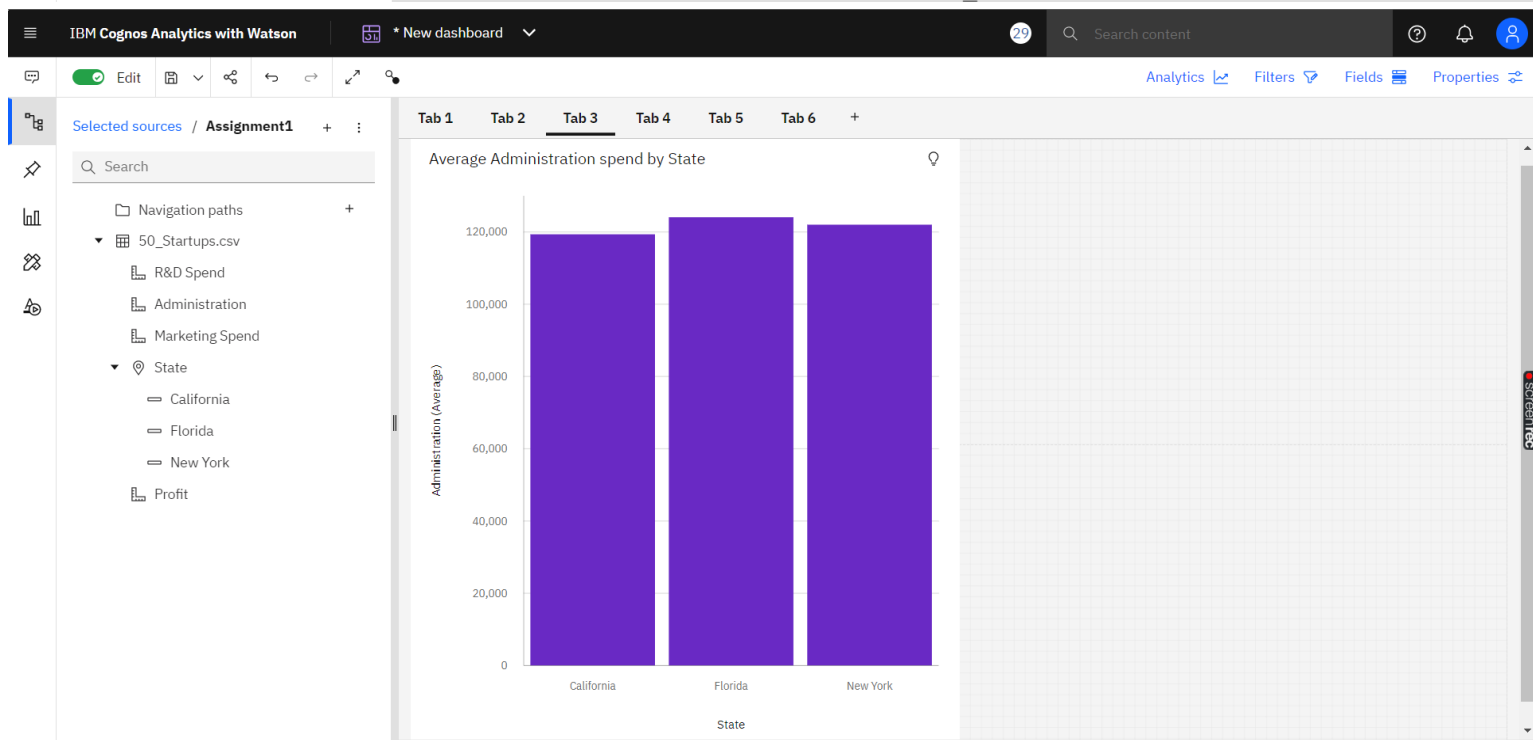 IBM Cognos Analytics with Watson
* New dashboard
29
Search content
Edit
Analytics
Filters
Fields
Properties
Selected sources / Assignment1
Search
Navigation paths
50_Startups.csv
R&D Spend
Administration
Marketing Spend
State
California
Florida
New York
Profit
Tab 1 Tab 2 Tab 3 Tab 4 Tab 5 Tab 6 +
Average Administration spend by State
Administration (Average)
120,000
100,000
80,000
60,000
40,000
20,000
0
California Florida New York
State
screenrec